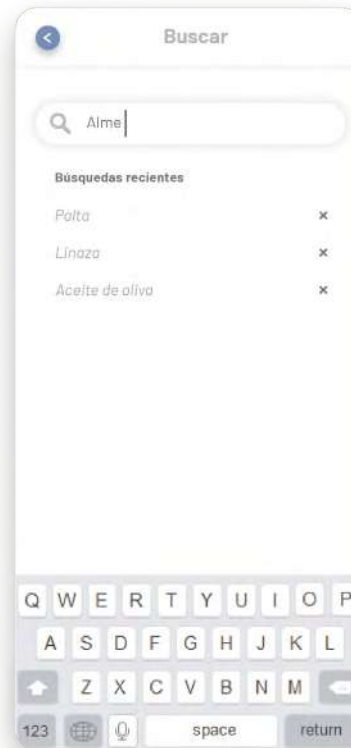 Buscar
Alme
Búsquedas recientes
Palta
Linaza
Aceite de oliva
Q W E R T Y U I O P
A S D F G H J K L
Z X C V B N M
123 space return